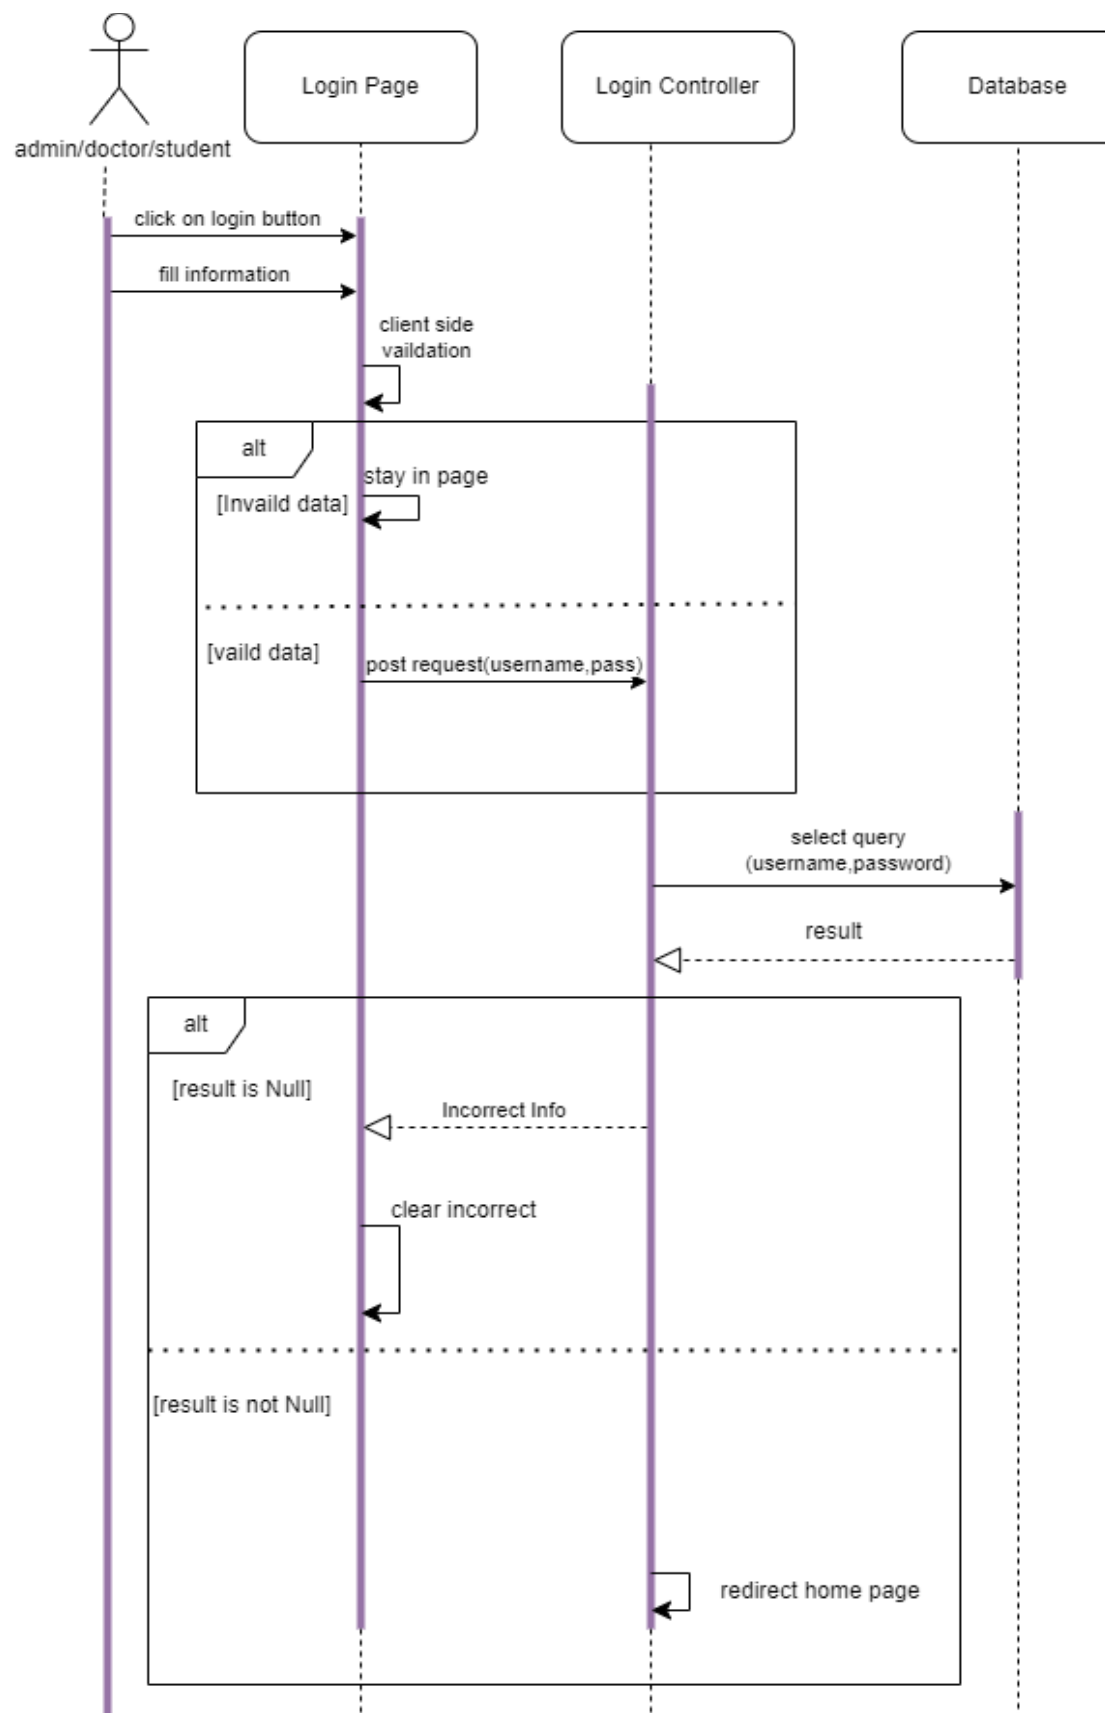 Login Page
Login Controller
Database
admin/doctor/student
click on login button
fill information
client side
vaildation
alt
stay in page
[Invaild data]
[vaild data]
post request(username,pass)
select query
(username,password)
result
alt
[result is Null]
Incorrect Info
clear incorrect
[result is not Null]
redirect home page